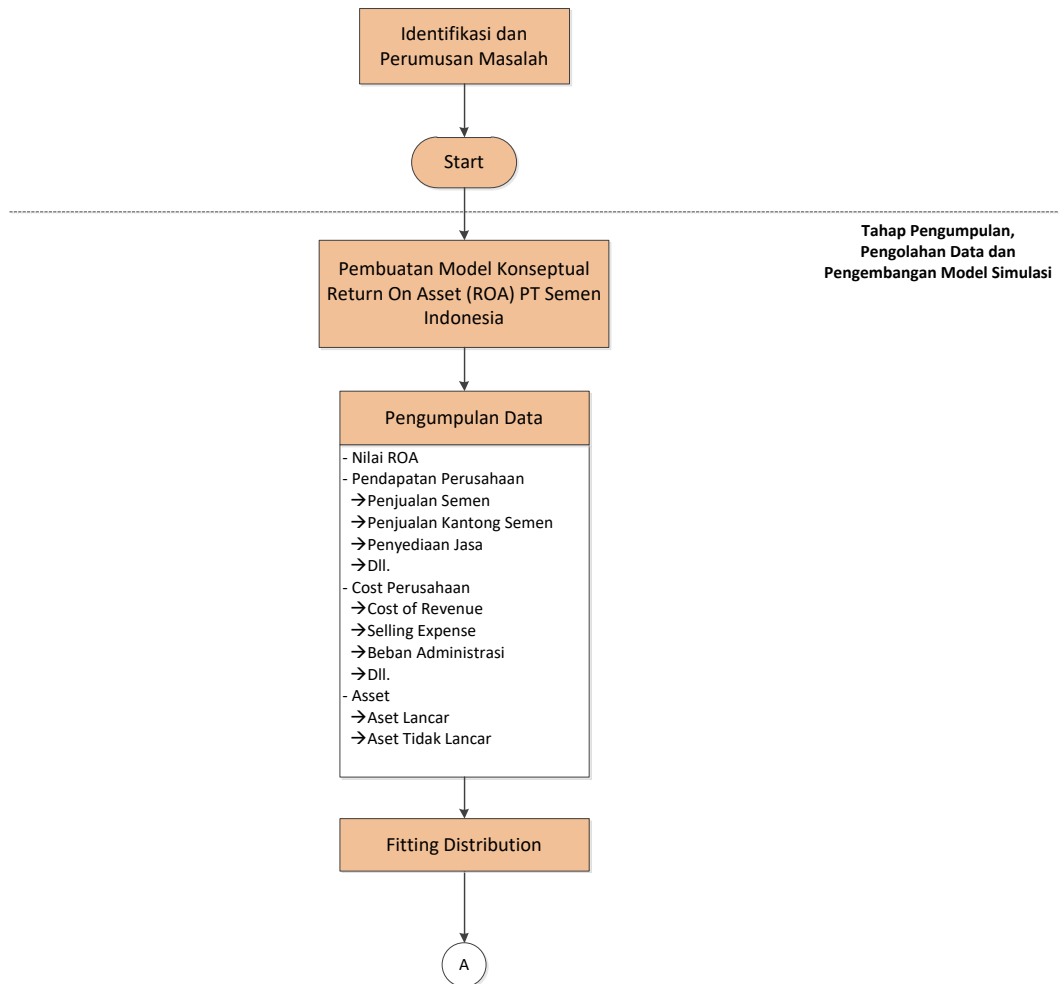 Identifikasi dan
Perumusan Masalah
Start
Tahap Pengumpulan,
Pengolahan Data dan
Pengembangan Model Simulasi
Pembuatan Model Konseptual
Return On Asset (ROA) PT Semen
Indonesia
Pengumpulan Data
- Nilai ROA
- Pendapatan Perusahaan
→Penjualan Semen
→Penjualan Kantong Semen
→Penyediaan Jasa
→Dll.
- Cost Perusahaan
→Cost of Revenue
→Selling Expense
→Beban Administrasi
→Dll.
- Asset
→Aset Lancar
→Aset Tidak Lancar
Fitting Distribution
A